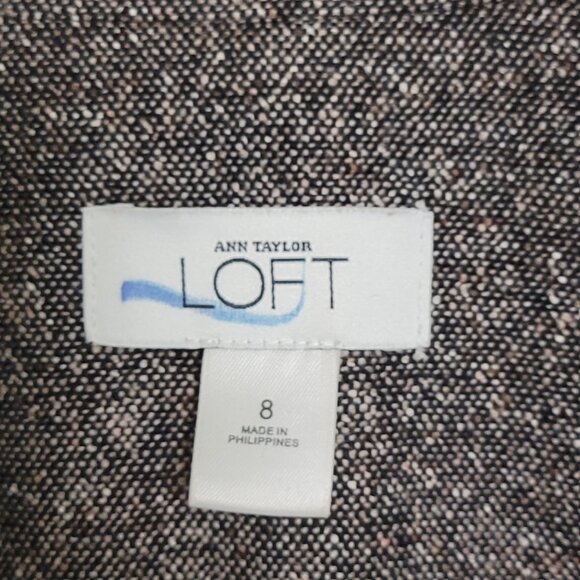 ANN TAYLOR
LOFT
8
MADE IN
PHILIPPINES